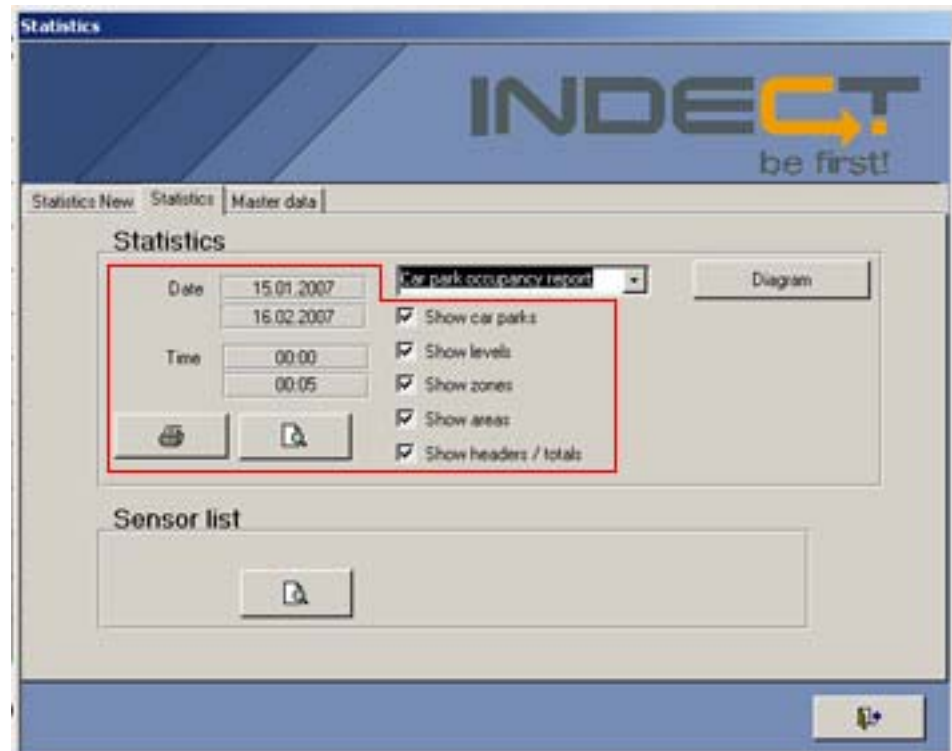 Statistics
INDECT
be first!
Statistics New Statistics Master data
Statistics
Date 15.01.2007 Car park occupancy report Diagram
16.02.2007 Show car parks
Time 00:00 Show levels
00:05 Show zones
Show areas
Show headers / totals
Sensor list